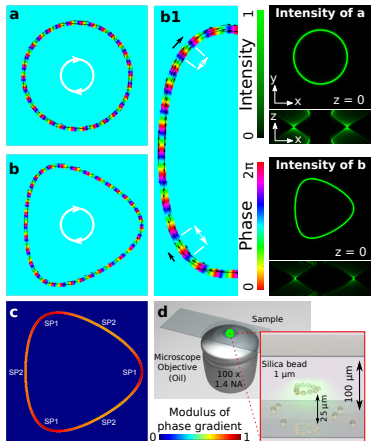 a
b
b1
Intensity
0
1
Phase
0
2π
Intensity of a
y
x
z = 0
z
x
Intensity of b
z = 0
c
SP1
SP2
SP2
SP1
SP1
SP2
d
Sample
Microscope
Objective
(Oil)
100 x
1.4 NA
Silica bead
1 μm
100 μm
25 μm
Modulus of
phase gradient
0
1